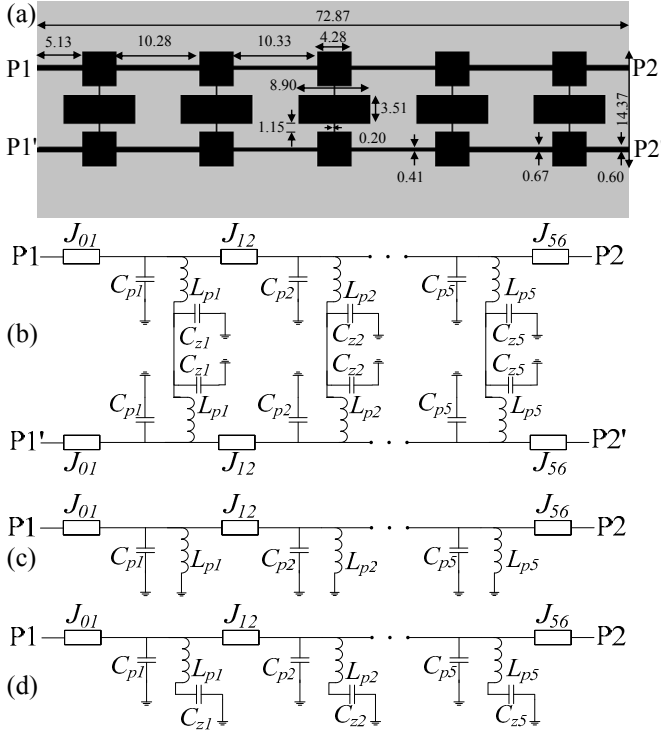 (a)
72.87
5.13
10.28
10.33
4.28
P1
P2
8.90
3.51
14.37
1.15
0.20
P1'
P2'
0.41
0.67
0.60
J01 J12 J56
P1 P2
Cp1 Lp1 Cp2 Lp2 Cp5 Lp5
Cz1 Cz2 Cz5
(b)
Cz1 Cz2 Cz5
Cp1 Lp1 Cp2 Lp2 Cp5 Lp5
P1' P2'
J01 J12 J56
J01 J12 J56
P1 P2
(c)
Cp1 Lp1 Cp2 Lp2 Cp5 Lp5
J01 J12 J56
P1 P2
Cp1 Lp1 Cp2 Lp2 Cp5 Lp5
(d)
Cz1 Cz2 Cz5